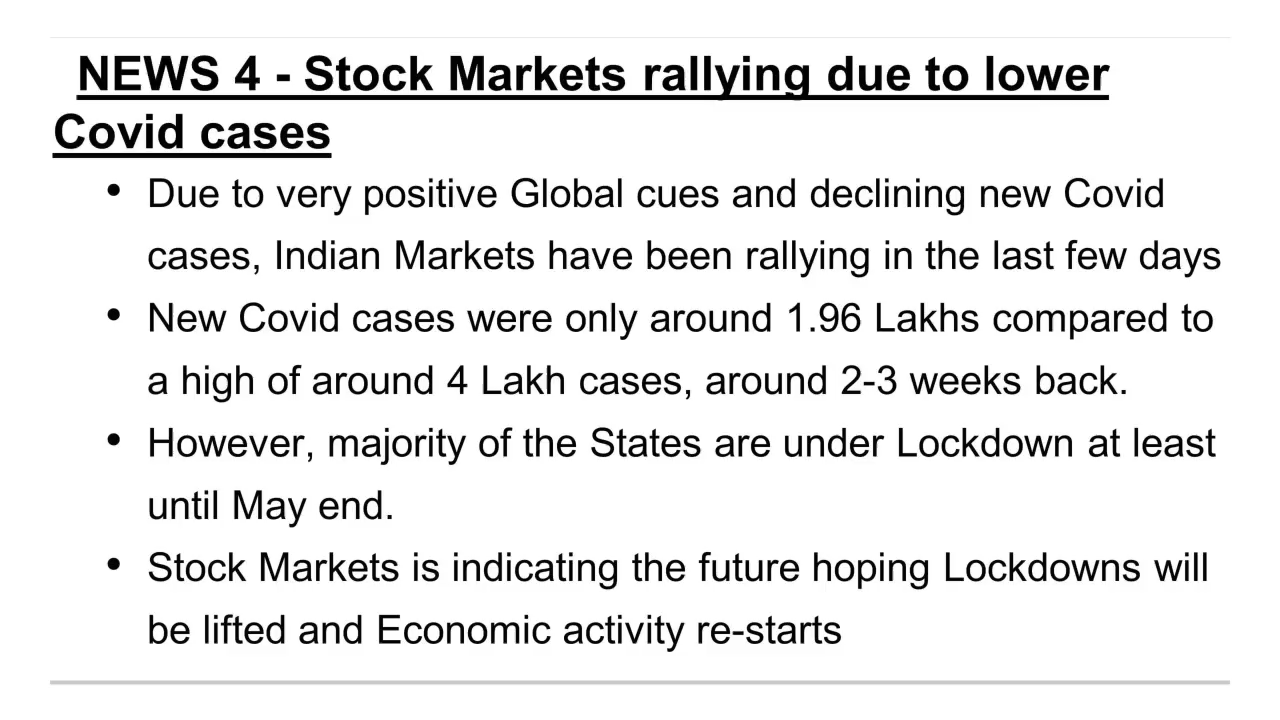 NEWS 4 - Stock Markets rallying due to lower
Covid cases
• Due to very positive Global cues and declining new Covid
cases, Indian Markets have been rallying in the last few days
• New Covid cases were only around 1.96 Lakhs compared to
a high of around 4 Lakh cases, around 2-3 weeks back.
• However, majority of the States are under Lockdown at least
until May end.
• Stock Markets is indicating the future hoping Lockdowns will
be lifted and Economic activity re-starts